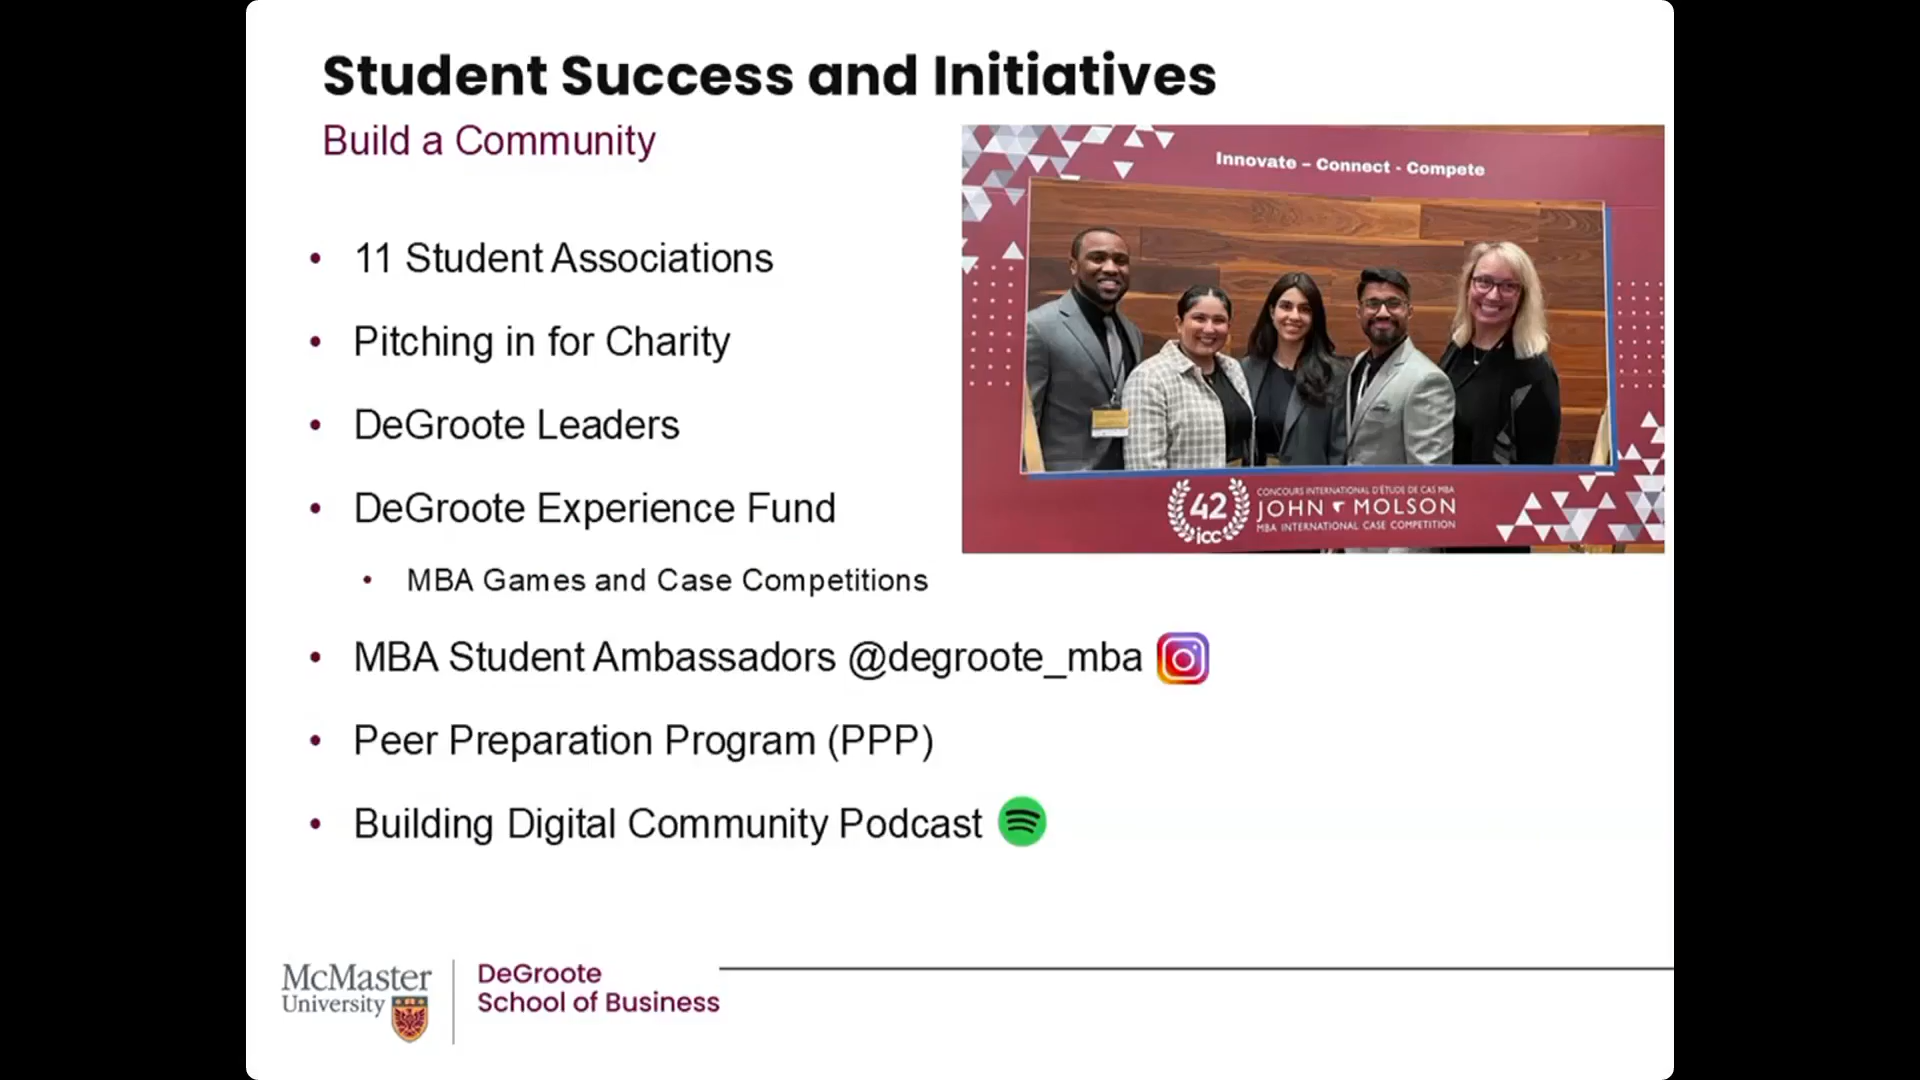 Student Success and Initiatives
Build a Community
Innovate – Connect - Compete
• 11 Student Associations
• Pitching in for Charity
• DeGroote Leaders
• DeGroote Experience Fund
42
icc
CONCOURS INTERNATIONAL D'ÉTUDE DE CAS MBA
JOHN MOLSON
MBA INTERNATIONAL CASE COMPETITION
• MBA Games and Case Competitions
• MBA Student Ambassadors @degroote_mba
• Peer Preparation Program (PPP)
• Building Digital Community Podcast
McMaster
University
DeGroote
School of Business